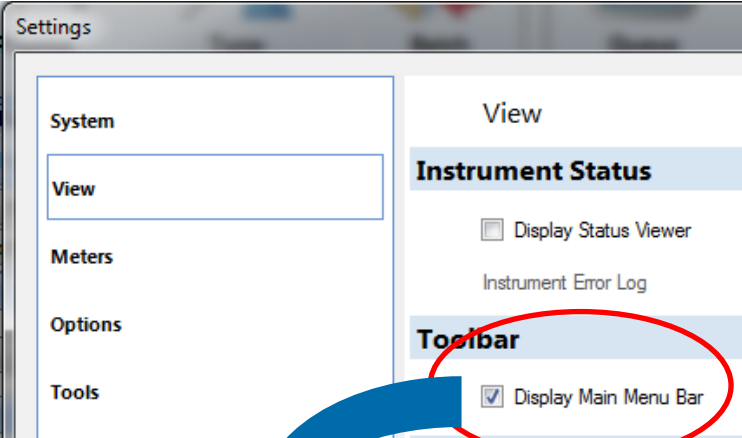 Settings
System
View
Meters
Options
Tools
View
Instrument Status
Display Status Viewer
Instrument Error Log
Toolbar
Display Main Menu Bar